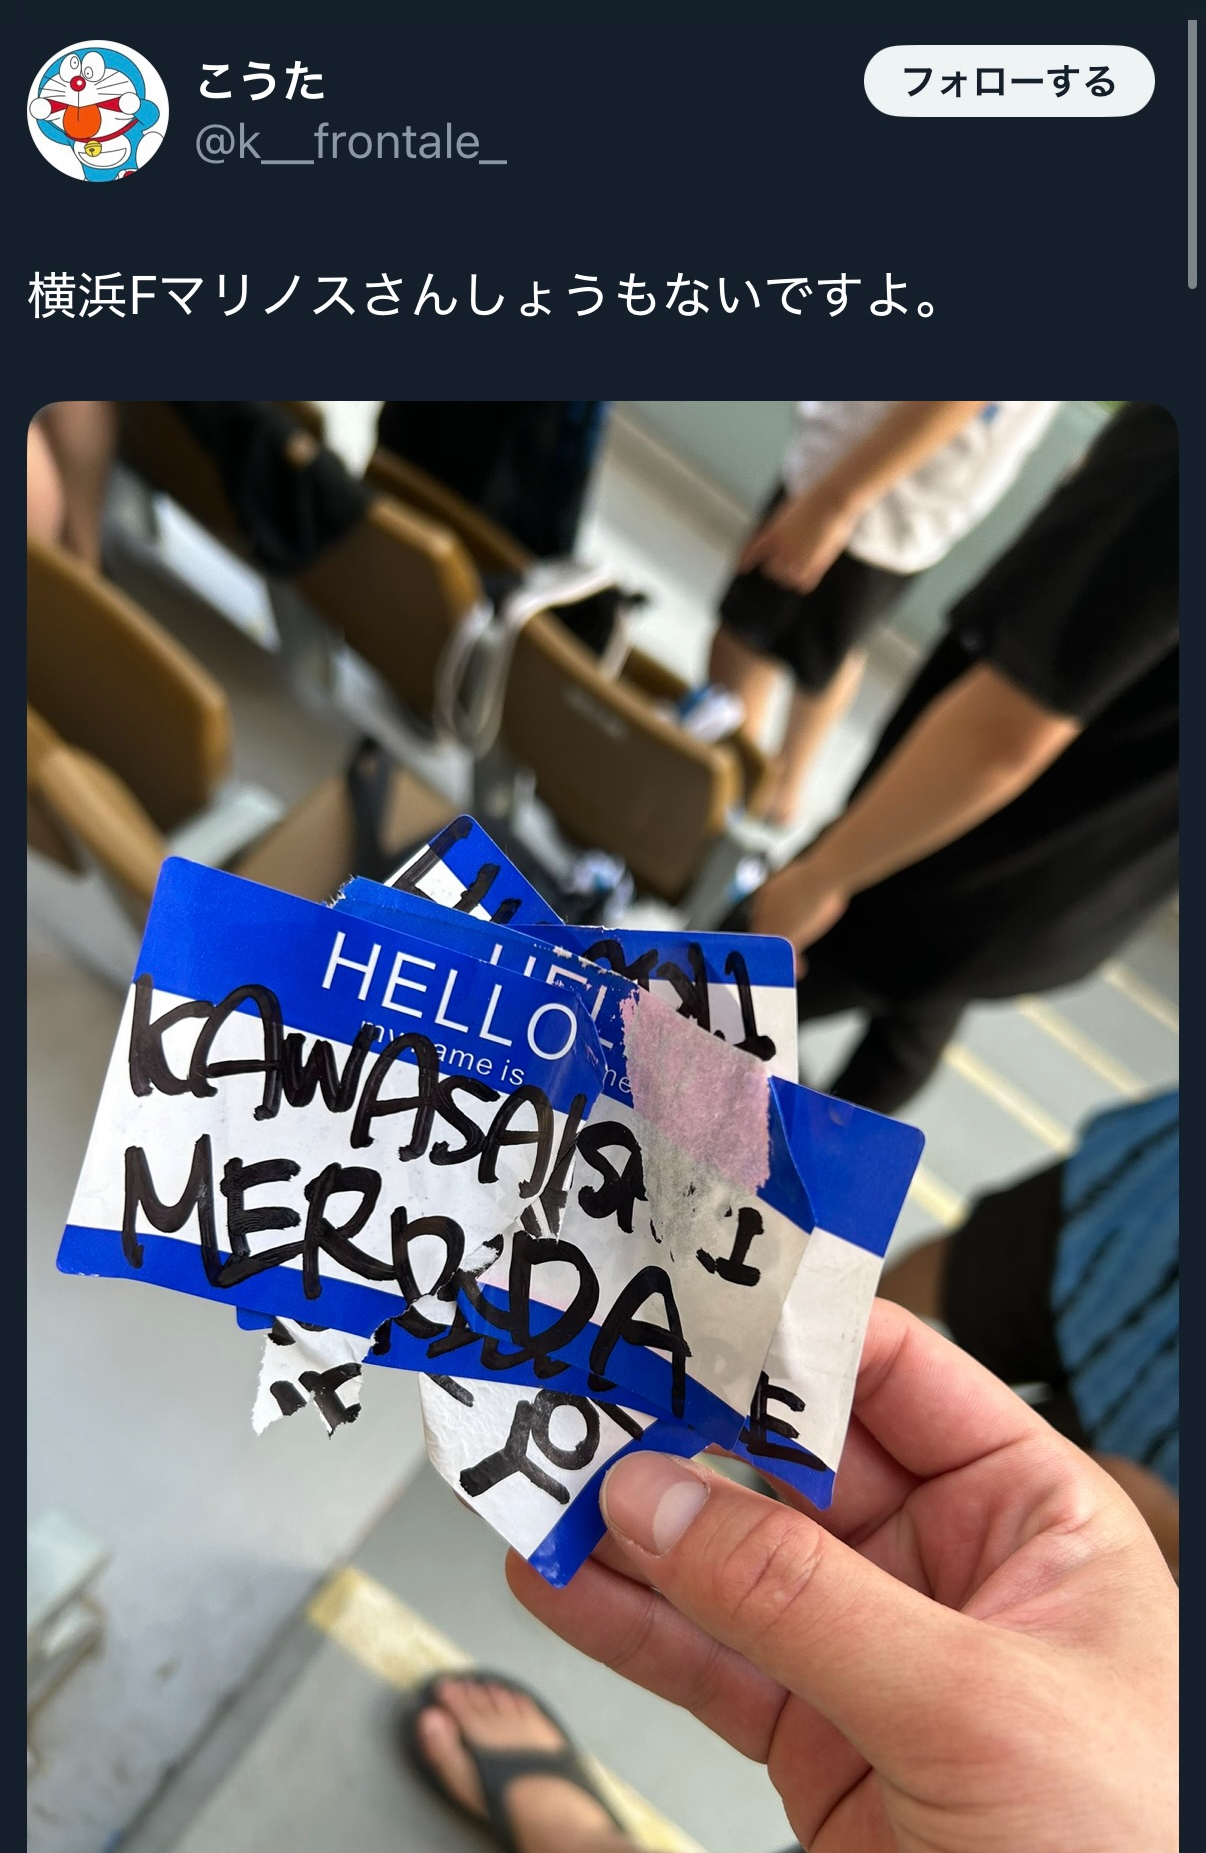 こうた
@k__frontale_
フォローする
横浜Fマリノスさんしょうもないですよ。
HELLO
my name is
KAWASAKI
MERDA